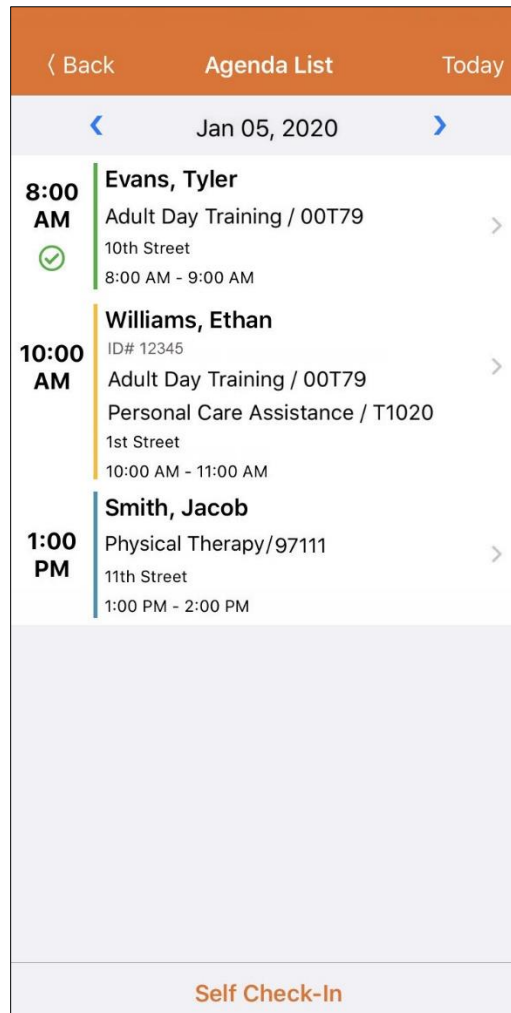 Back Agenda List Today
Jan 05, 2020
8:00 AM
Evans, Tyler
Adult Day Training / 00T79
10th Street
8:00 AM - 9:00 AM
10:00 AM
Williams, Ethan
ID# 12345
Adult Day Training / 00T79
Personal Care Assistance / T1020
1st Street
10:00 AM - 11:00 AM
1:00 PM
Smith, Jacob
Physical Therapy/97111
11th Street
1:00 PM - 2:00 PM
Self Check-In